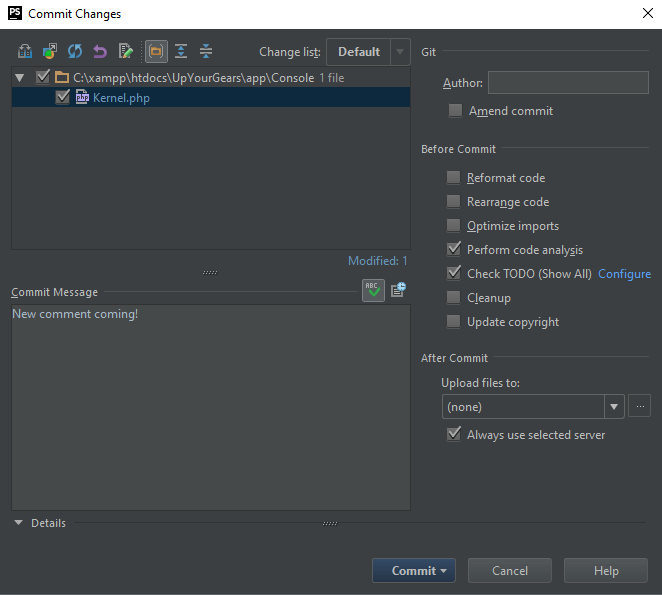 PS Commit Changes
Change list: Default
C:\xampp\htdocs\UpYourGears\app\Console 1 file
php Kernel.php
Modified: 1
Commit Message
ABC
New comment coming!
Details
Git
Author:
Amend commit
Before Commit
Reformat code
Rearrange code
Optimize imports
Perform code analysis
Check TODO (Show All) Configure
Cleanup
Update copyright
After Commit
Upload files to:
(none) ...
Always use selected server
Commit Cancel Help